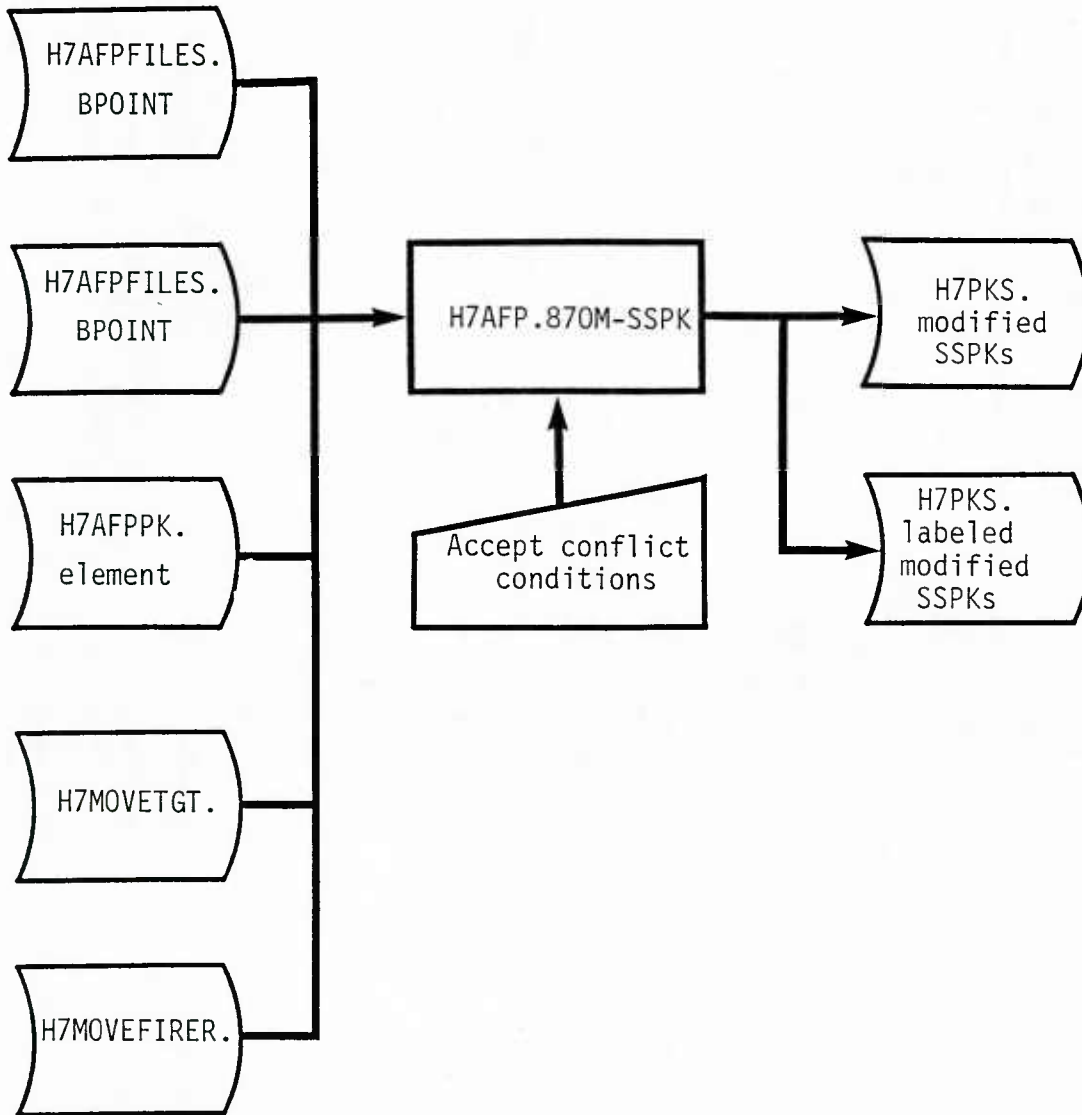 H7AFPFILES.
BPOINT
H7AFPFILES.
BPOINT
H7AFPPK.
element
H7MOVETGT.
H7MOVEFIRER.
H7AFP.870M-SSPK
Accept conflict
conditions
H7PKS.
modified
SSPKs
H7PKS.
labeled
modified
SSPKs